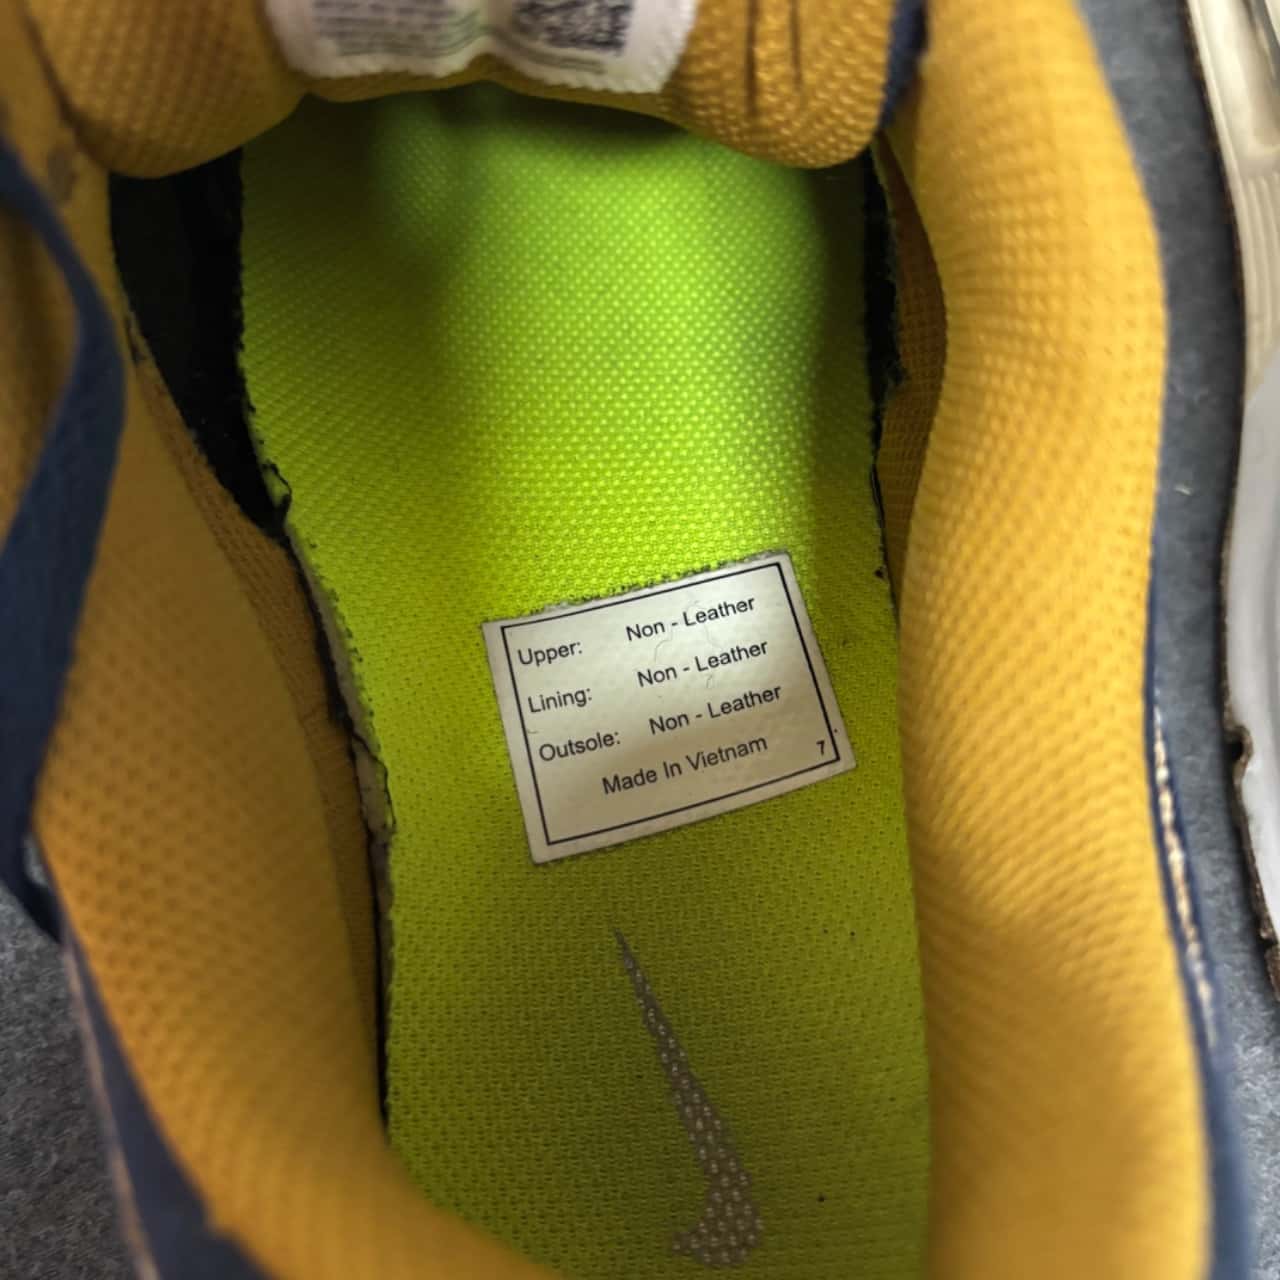 Upper: Non - Leather
Lining: Non - Leather
Outsole: Non - Leather
Made In Vietnam 7